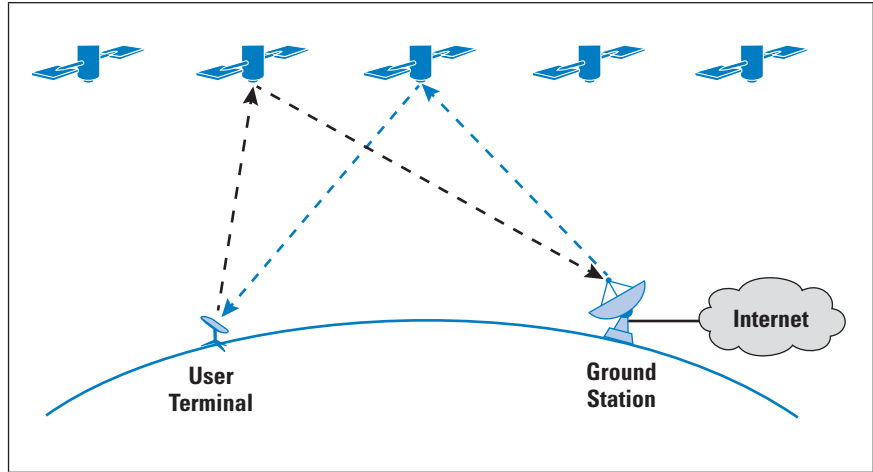 Internet
User
Terminal
Ground
Station